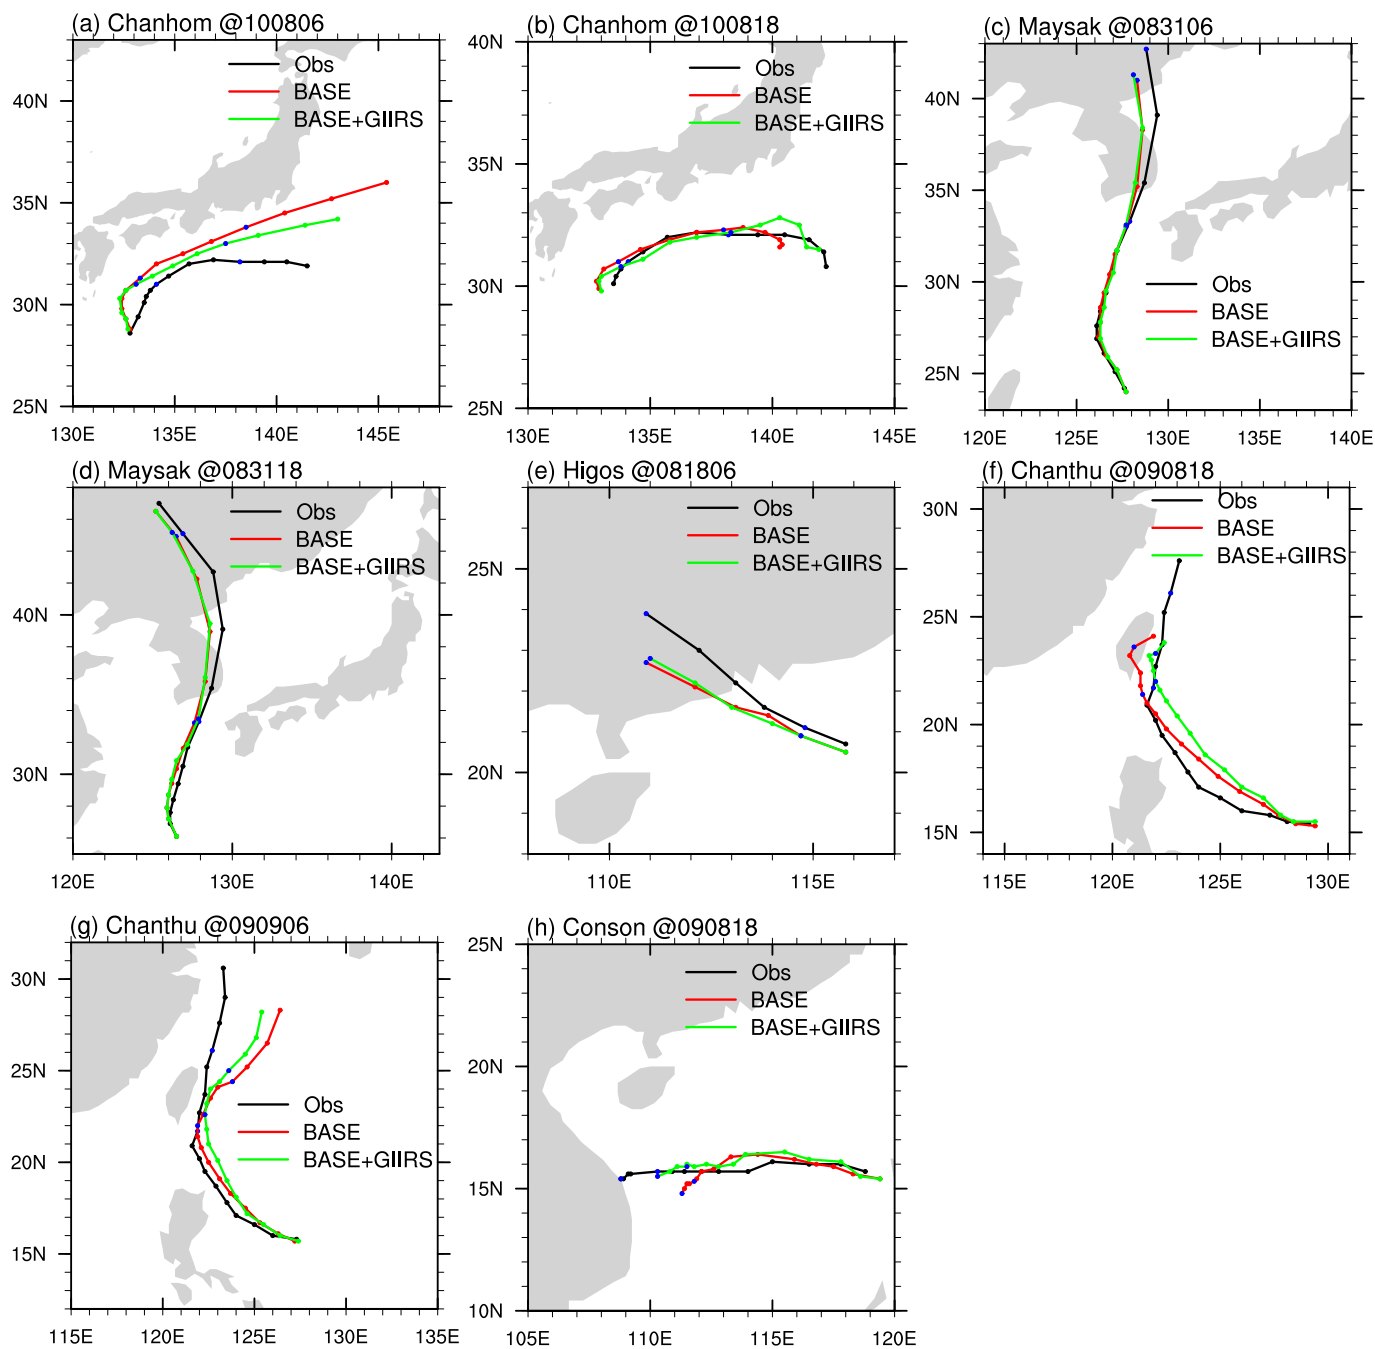 (a) Chanhom @100806
Obs
BASE
BASE+GIIRS
40N
35N
30N
25N
130E 135E 140E 145E
(b) Chanhom @100818
Obs
BASE
BASE+GIIRS
40N
35N
30N
25N
130E 135E 140E 145E
(c) Maysak @083106
Obs
BASE
BASE+GIIRS
40N
35N
30N
25N
120E 125E 130E 135E 140E
(d) Maysak @083118
Obs
BASE
BASE+GIIRS
40N
30N
120E 130E 140E
(e) Higos @081806
Obs
BASE
BASE+GIIRS
25N
20N
110E 115E
(f) Chanthu @090818
Obs
BASE
BASE+GIIRS
30N
25N
20N
15N
115E 120E 125E 130E
(g) Chanthu @090906
Obs
BASE
BASE+GIIRS
30N
25N
20N
15N
115E 120E 125E 130E 135E
(h) Conson @090818
Obs
BASE
BASE+GIIRS
25N
20N
15N
10N
105E 110E 115E 120E